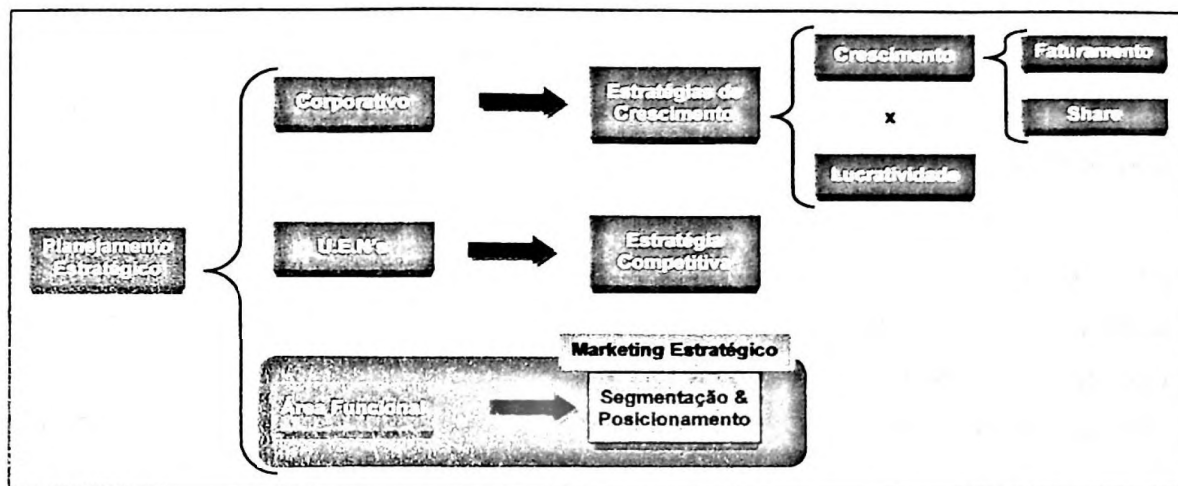 Planejamento
Estratégico
Corporativo
Estratégias de
Crescimento
Crescimento
x
Lucratividade
Faturamento
Share
U.E.N's
Estratégia
Competitiva
Área Funcional
Marketing Estratégico
Segmentação &
Posicionamento